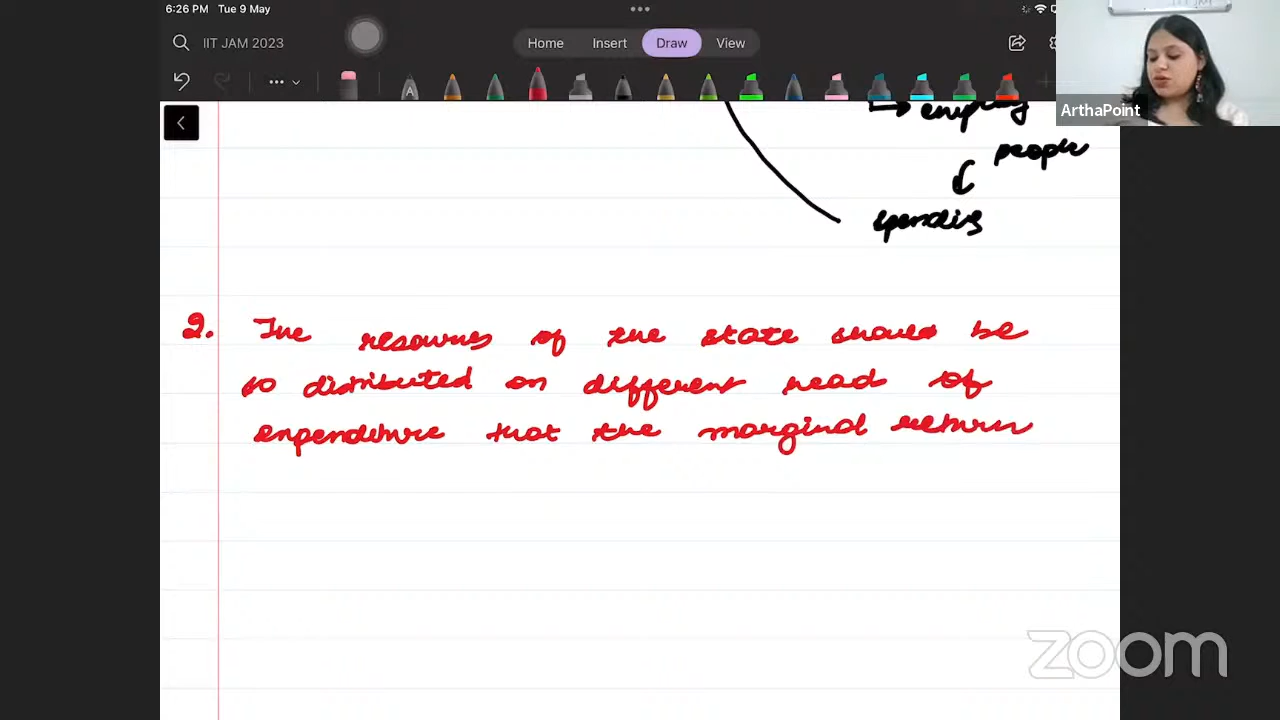 6:26 PM Tue 9 May
IIT JAM 2023
Home Insert Draw View
A
ArthaPoint
people
spending
2. The resources of the state should be
so distributed on different head of
expenditure that the marginal return
zoom